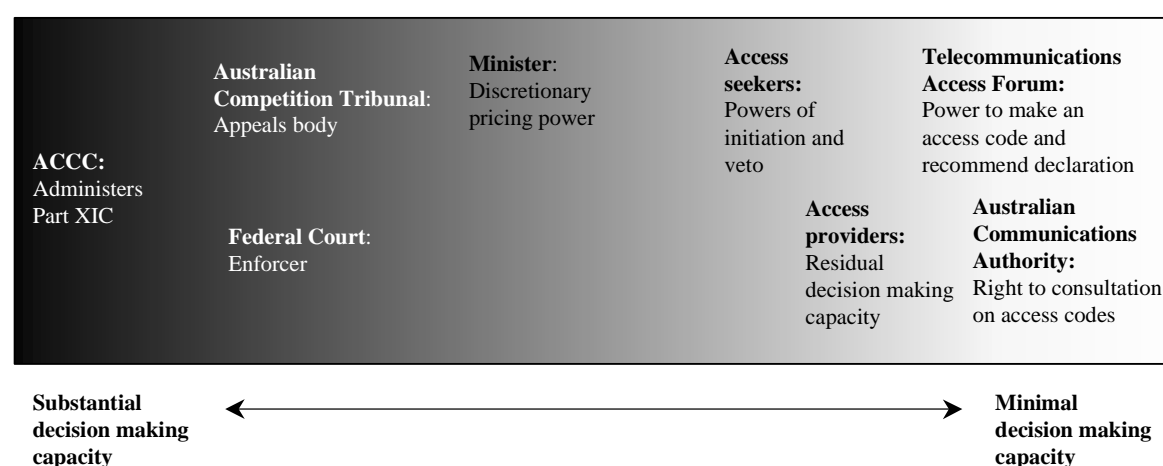 ACCC:
Administers
Part XIC
Australian
Competition Tribunal:
Appeals body
Federal Court:
Enforcer
Minister:
Discretionary
pricing power
Access
seekers:
Powers of
initiation and
veto
Access
providers:
Residual
decision making
capacity
Telecommunications
Access Forum:
Power to make an
access code and
recommend declaration
Australian
Communications
Authority:
Right to consultation
on access codes
Substantial
decision making
capacity
Minimal
decision making
capacity